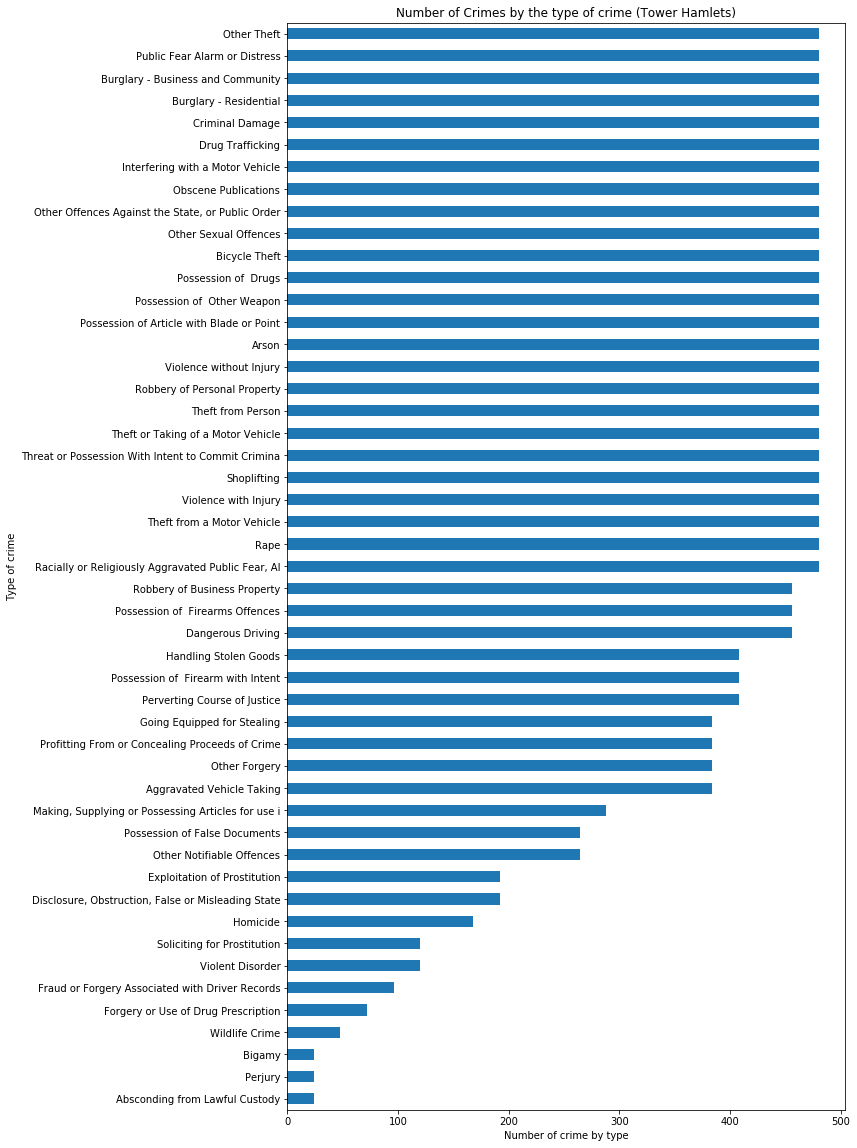 Number of Crimes by the type of crime (Tower Hamlets)
Other Theft
Public Fear Alarm or Distress
Burglary - Business and Community
Burglary - Residential
Criminal Damage
Drug Trafficking
Interfering with a Motor Vehicle
Obscene Publications
Other Offences Against the State, or Public Order
Other Sexual Offences
Bicycle Theft
Possession of  Drugs
Possession of  Other Weapon
Possession of Article with Blade or Point
Arson
Violence without Injury
Robbery of Personal Property
Theft from Person
Theft or Taking of a Motor Vehicle
Threat or Possession With Intent to Commit Crimina
Shoplifting
Violence with Injury
Theft from a Motor Vehicle
Rape
Racially or Religiously Aggravated Public Fear, Al
Robbery of Business Property
Possession of  Firearms Offences
Dangerous Driving
Handling Stolen Goods
Possession of  Firearm with Intent
Perverting Course of Justice
Going Equipped for Stealing
Profitting From or Concealing Proceeds of Crime
Other Forgery
Aggravated Vehicle Taking
Making, Supplying or Possessing Articles for use i
Possession of False Documents
Other Notifiable Offences
Exploitation of Prostitution
Disclosure, Obstruction, False or Misleading State
Homicide
Soliciting for Prostitution
Violent Disorder
Fraud or Forgery Associated with Driver Records
Forgery or Use of Drug Prescription
Wildlife Crime
Bigamy
Perjury
Absconding from Lawful Custody
Type of crime
0 100 200 300 400 500
Number of crime by type